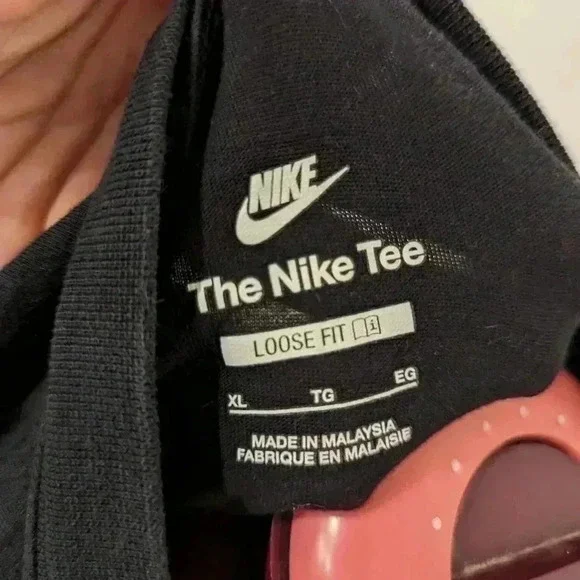 NIKE
The Nike Tee
LOOSE FIT
XL TG EG
MADE IN MALAYSIA
FABRIQUE EN MALAISIE